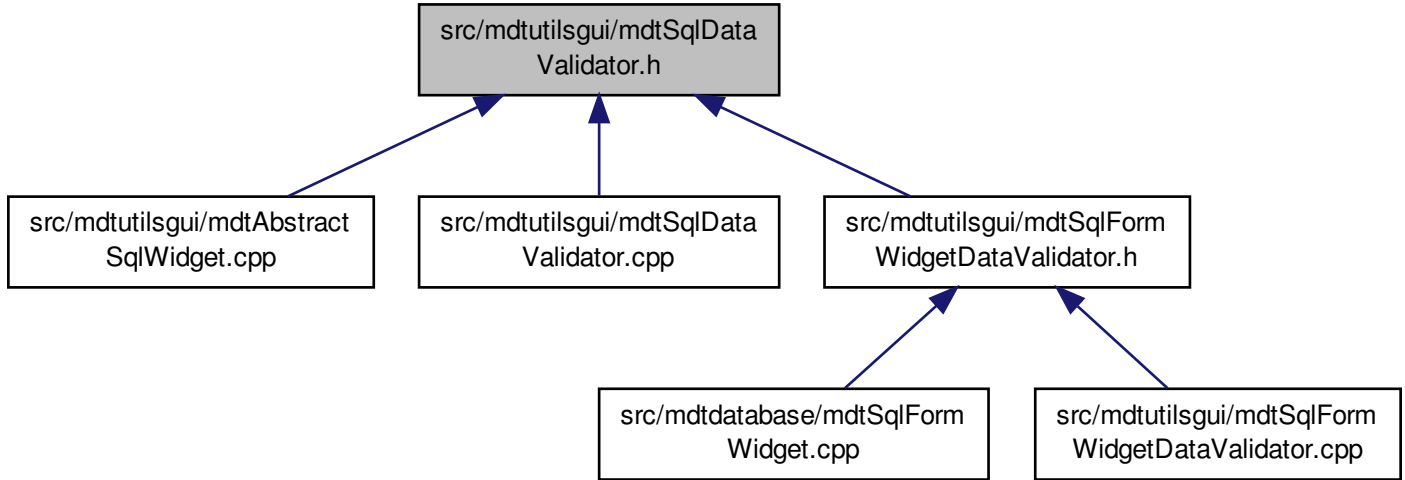 src/mdtutilsgui/mdtSqlData
Validator.h
src/mdtutilsgui/mdtAbstract
SqlWidget.cpp
src/mdtutilsgui/mdtSqlData
Validator.cpp
src/mdtutilsgui/mdtSqlForm
WidgetDataValidator.h
src/mdtdatabase/mdtSqlForm
Widget.cpp
src/mdtutilsgui/mdtSqlForm
WidgetDataValidator.cpp